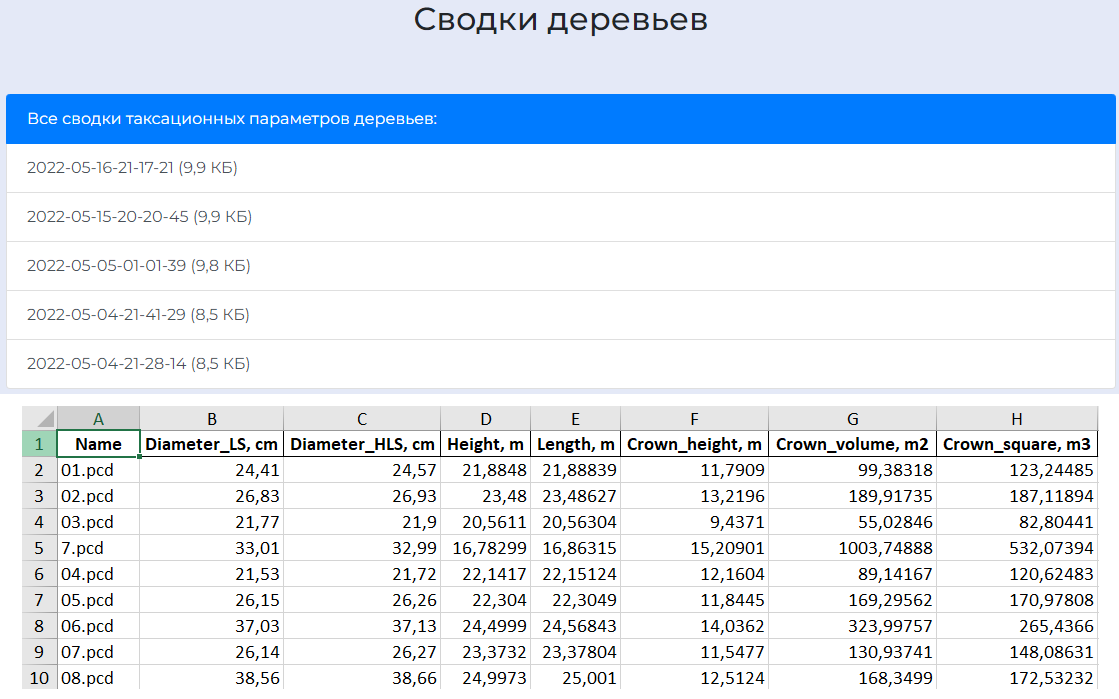 Сводки деревьев
Все сводки таксационных параметров деревьев:
2022-05-16-21-17-21 (9,9 КБ)
2022-05-15-20-20-45 (9,9 КБ)
2022-05-05-01-01-39 (9,8 КБ)
2022-05-04-21-41-29 (8,5 КБ)
2022-05-04-21-28-14 (8,5 КБ)
A B C D E F G H
1 Name Diameter_LS, cm Diameter_HLS, cm Height, m Length, m Crown_height, m Crown_volume, m2 Crown_square, m3
2 01.pcd 24,41 24,57 21,8848 21,88839 11,7909 99,38318 123,24485
3 02.pcd 26,83 26,93 23,48 23,48627 13,2196 189,91735 187,11894
4 03.pcd 21,77 21,9 20,5611 20,56304 9,4371 55,02846 82,80441
5 7.pcd 33,01 32,99 16,78299 16,86315 15,20901 1003,74888 532,07394
6 04.pcd 21,53 21,72 22,1417 22,15124 12,1604 89,14167 120,62483
7 05.pcd 26,15 26,26 22,304 22,3049 11,8445 169,29562 170,97808
8 06.pcd 37,03 37,13 24,4999 24,56843 14,0362 323,99757 265,4366
9 07.pcd 26,14 26,27 23,3732 23,37804 11,5477 130,93741 148,08631
10 08.pcd 38,56 38,66 24,9973 25,001 12,5124 168,3499 172,53232